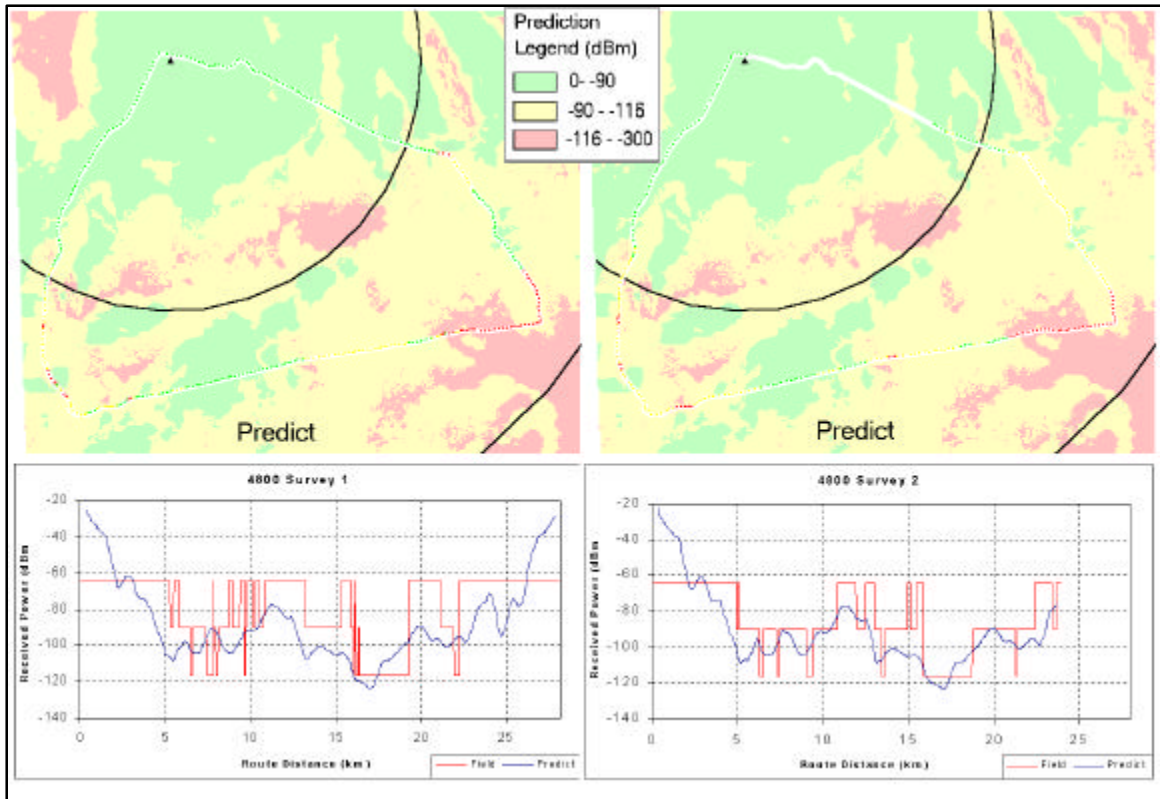 Prediction
Legend (dBm)
0- -90
-90 - -116
-116 - -300
Predict
Predict
4800 Survey 1
Received Power (dBm
-20
-40
-60
-80
-100
-120
-140
0
5
10
15
20
25
Route Distance (km)
Field
Predict
4800 Survey 2
Received Power (dBm
-20
-40
-60
-80
-100
-120
-140
0
5
10
15
20
25
Route Distance (km)
Field
Predict